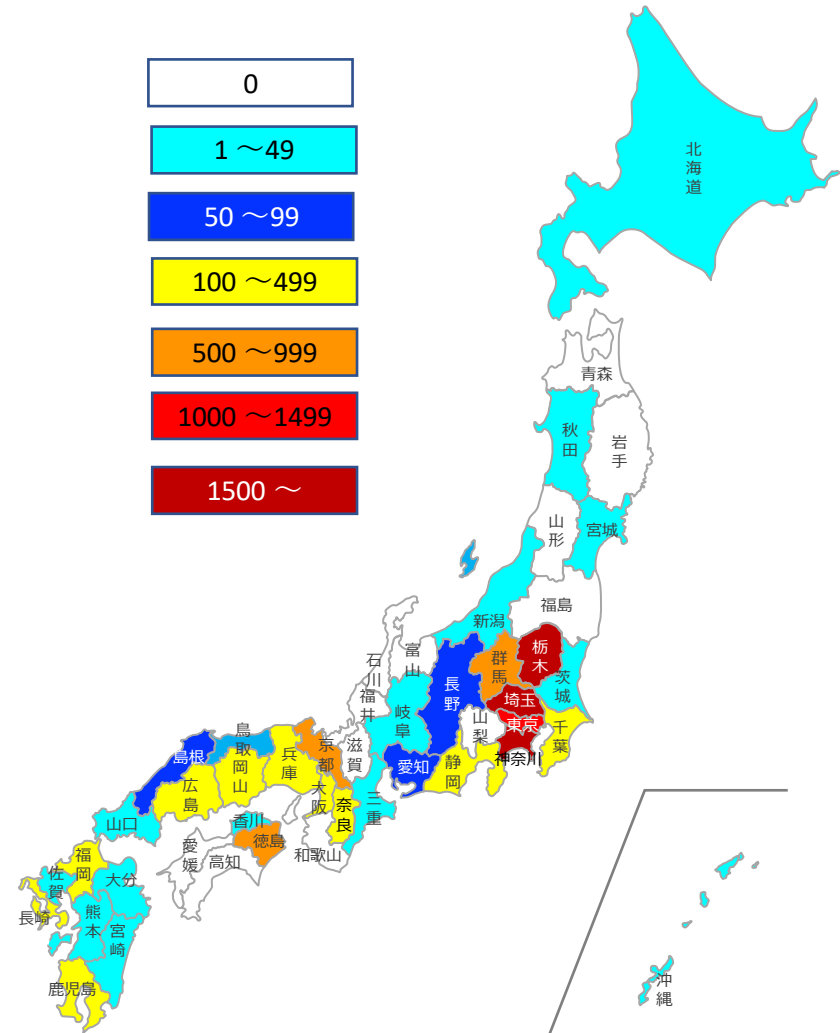 0
1 ～49
50 ～99
100 ～499
500 ～999
1000 ～1499
1500 ～
北海道
青森
秋田
岩手
山形
宮城
福島
新潟
富山
石川
福井
栃木
群馬
茨城
長野
埼玉
東京
千葉
神奈川
山梨
岐阜
静岡
愛知
滋賀
三重
京都
兵庫
大阪
奈良
和歌山
鳥取
岡山
島根
広島
山口
香川
徳島
愛媛
高知
福岡
佐賀
大分
長崎
熊本
宮崎
鹿児島
沖縄